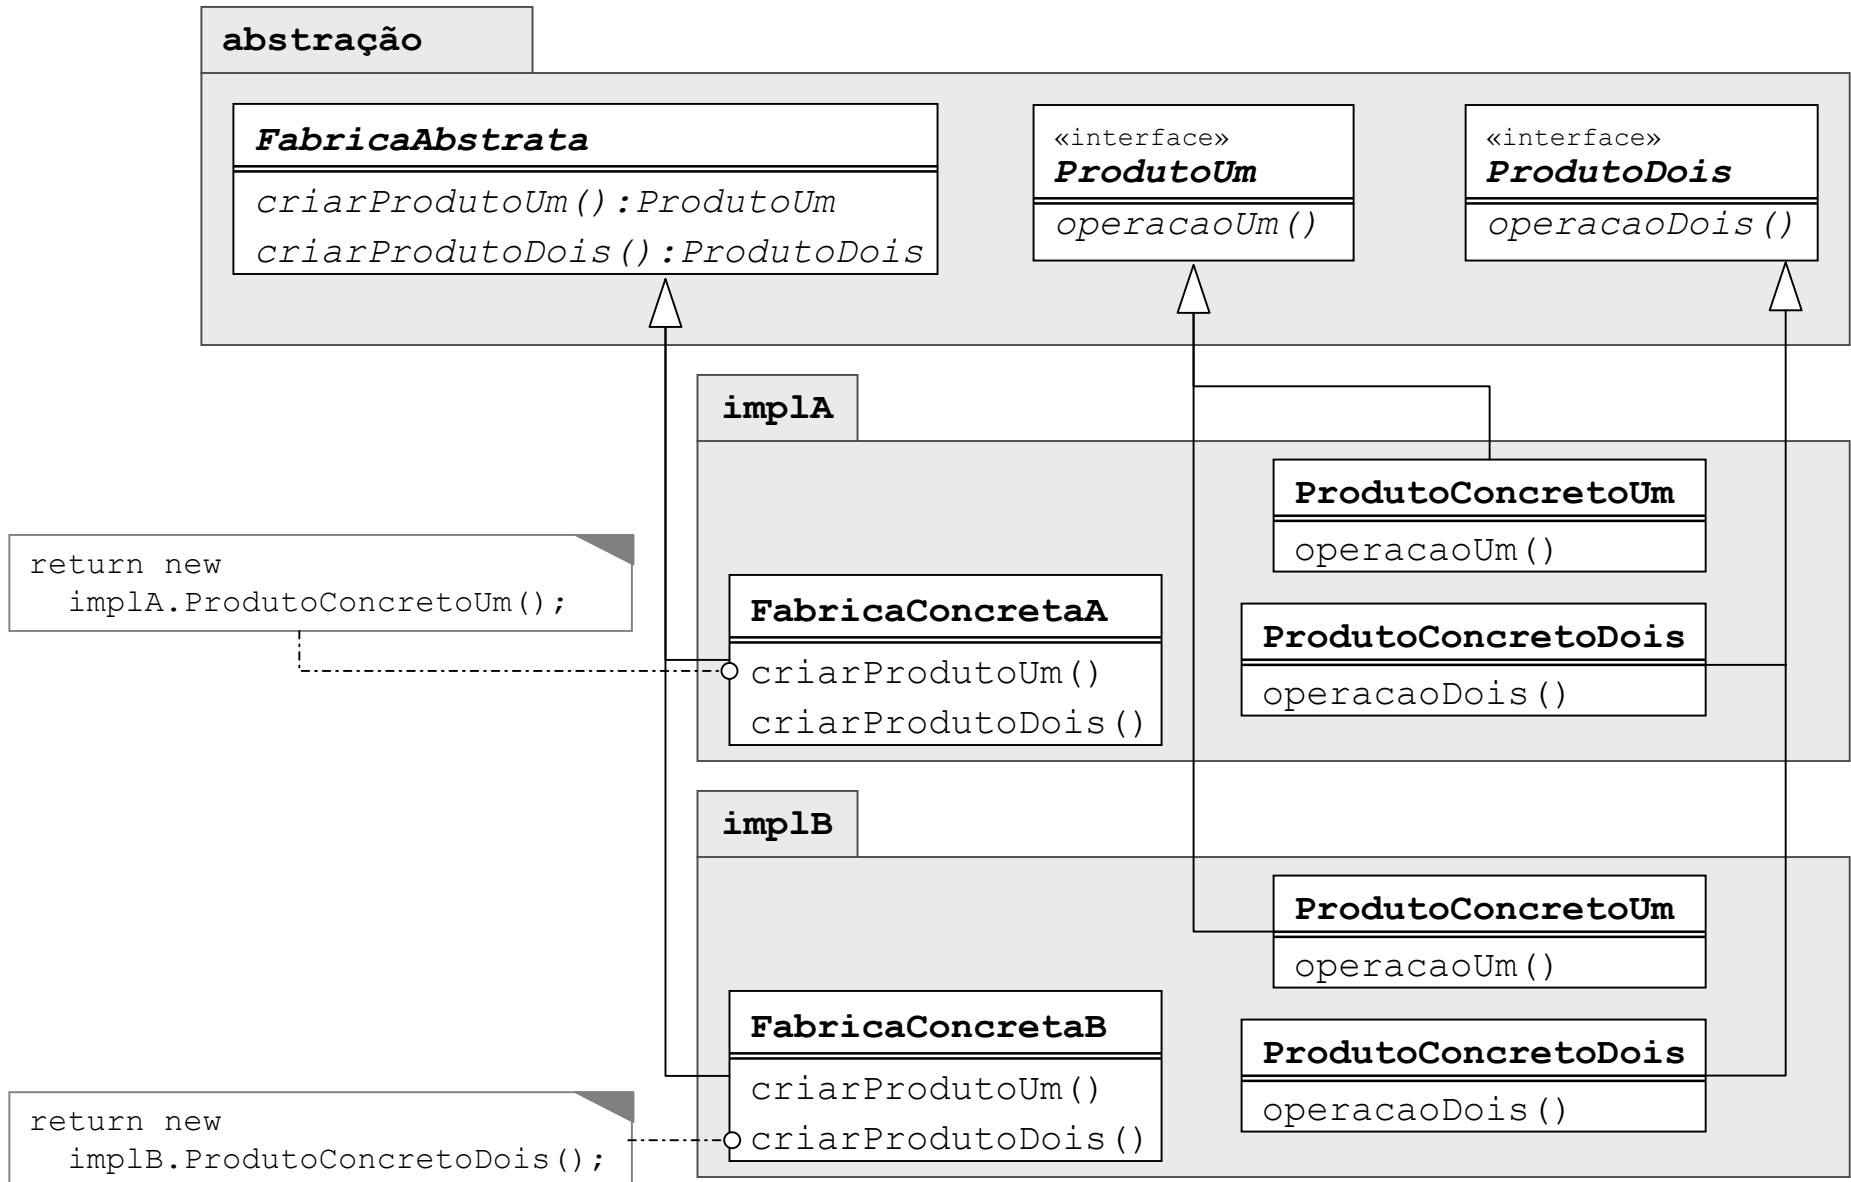 abstração
FabricaAbstrata
criarProdutoUm():ProdutoUm
criarProdutoDois():ProdutoDois
«interface»
ProdutoUm
operacaoUm()
«interface»
ProdutoDois
operacaoDois()
implA
ProdutoConcretoUm
operacaoUm()
return new
implA.ProdutoConcretoUm();
FabricaConcretaA
criarProdutoUm()
criarProdutoDois()
ProdutoConcretoDois
operacaoDois()
implB
ProdutoConcretoUm
operacaoUm()
FabricaConcretaB
criarProdutoUm()
criarProdutoDois()
ProdutoConcretoDois
operacaoDois()
return new
implB.ProdutoConcretoDois();